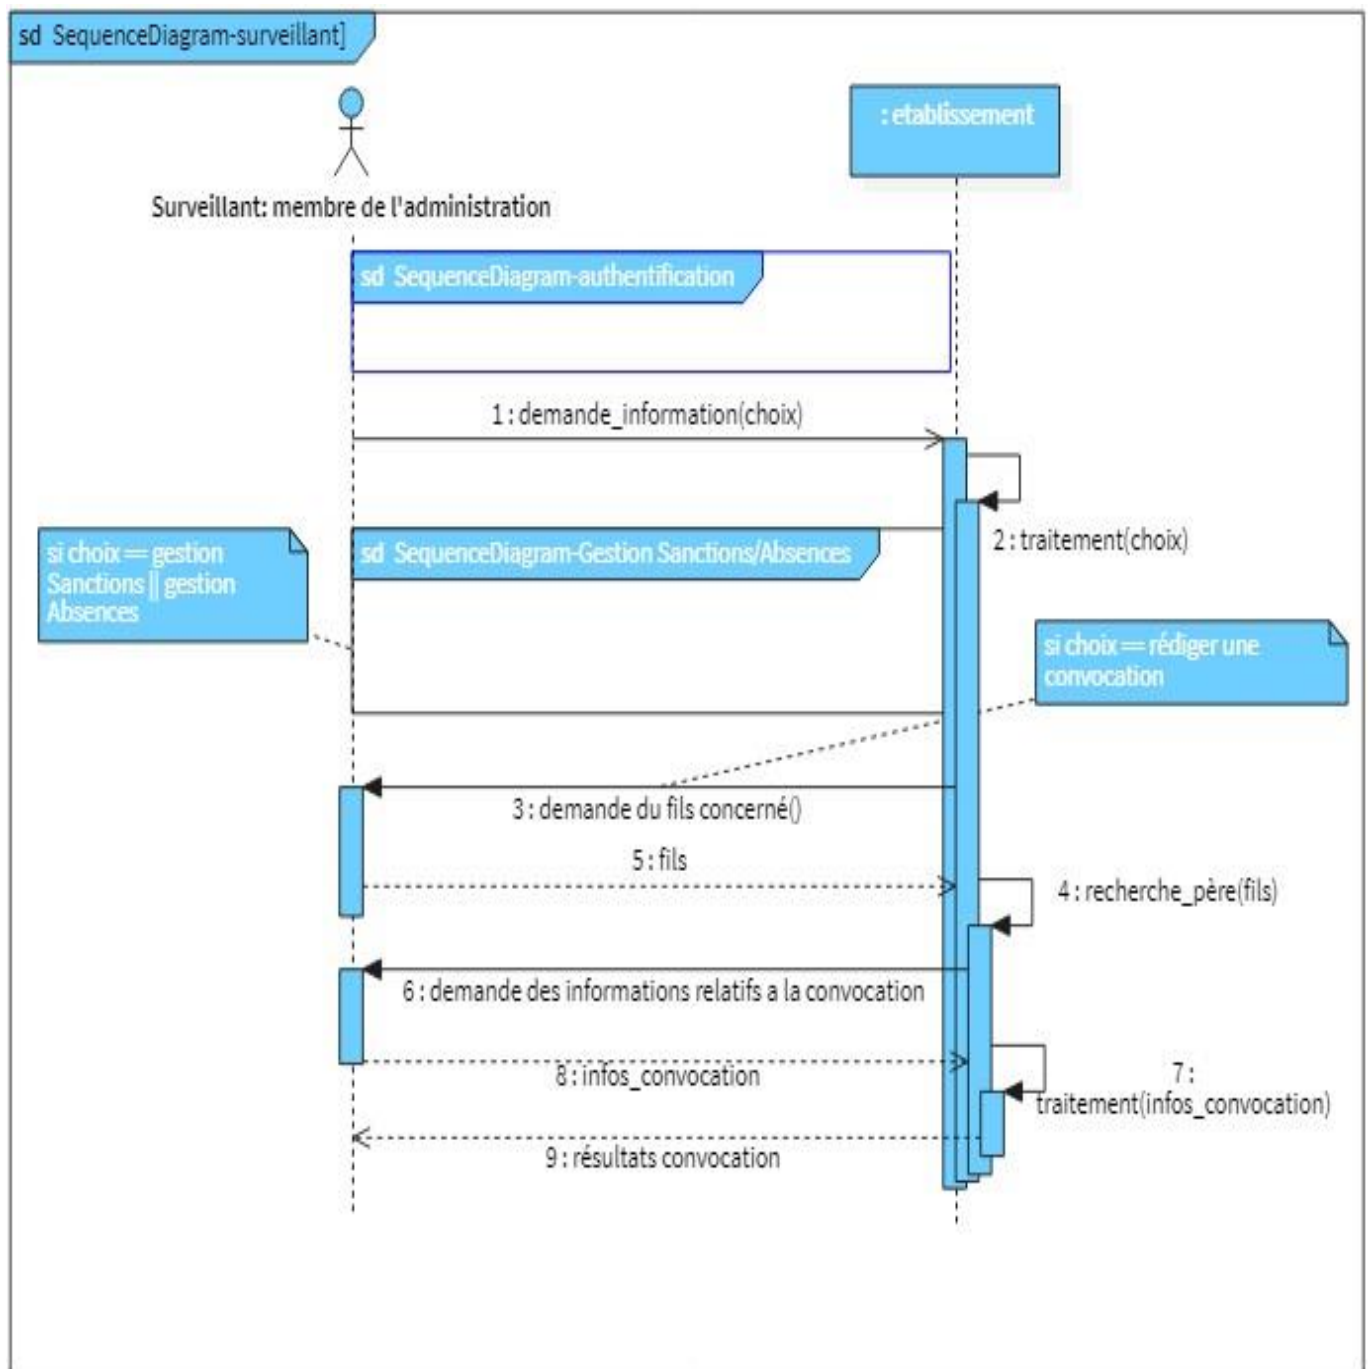 sd SequenceDiagram-surveillant]
: etablissement
Surveillant: membre de l'administration
sd SequenceDiagram-authentification
1 : demande_information(choix)
2 : traitement(choix)
si choix == gestion
Sanctions || gestion
Absences
sd SequenceDiagram-Gestion Sanctions/Absences
si choix == rédiger une
convocation
3 : demande du fils concerné()
5 : fils
4 : recherche_père(fils)
6 : demande des informations relatifs a la convocation
8 : infos_convocation
7 :
traitement(infos_convocation)
9 : résultats convocation